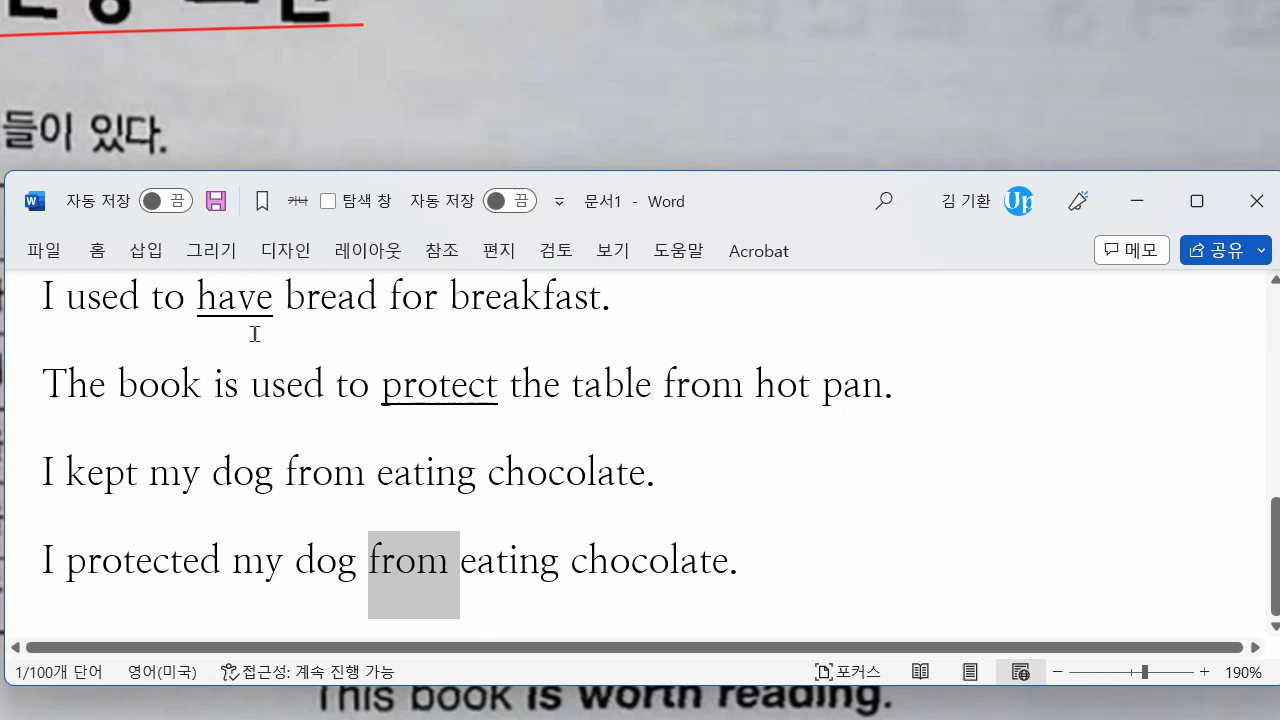 들이 있다.
자동 저장 끔 가나 탐색 창 자동 저장 끔 문서1 - Word 김 기환 Up
파일 홈 삽입 그리기 디자인 레이아웃 참조 편지 검토 보기 도움말 Acrobat 메모 공유
I used to have bread for breakfast.
The book is used to protect the table from hot pan.
I kept my dog from eating chocolate.
I protected my dog from eating chocolate.
1/100개 단어 영어(미국) 접근성: 계속 진행 가능 포커스 190%
This book is worth reading.